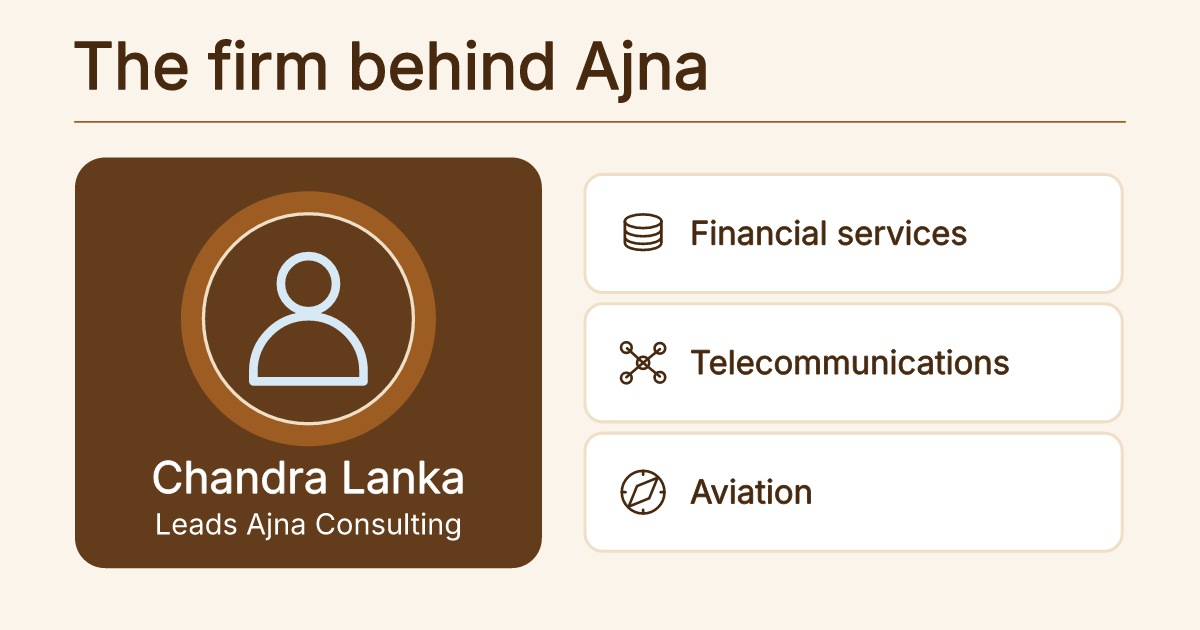 The firm behind Ajna
Chandra Lanka
Leads Ajna Consulting
Financial services
Telecommunications
Aviation